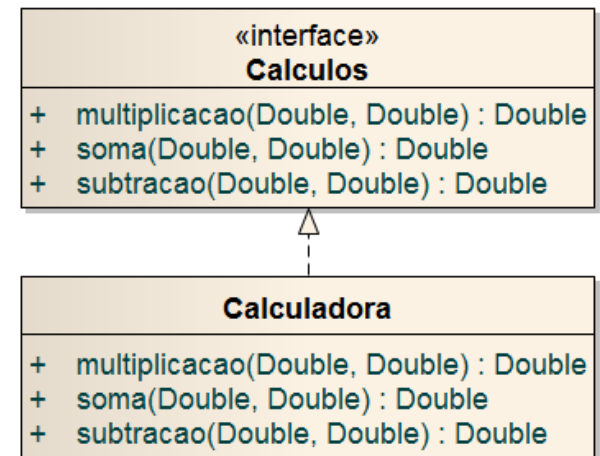 «interface»
Calculos
+ multiplicacao(Double, Double) : Double
+ soma(Double, Double) : Double
+ subtracao(Double, Double) : Double
Calculadora
+ multiplicacao(Double, Double) : Double
+ soma(Double, Double) : Double
+ subtracao(Double, Double) : Double